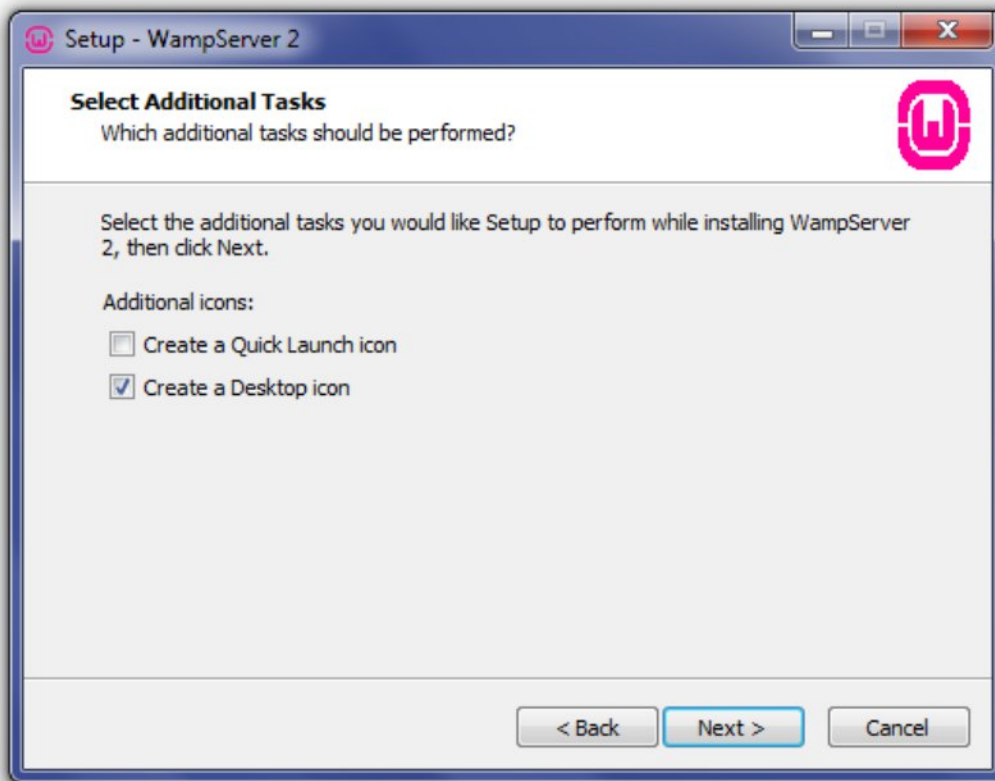 Setup - WampServer 2
Select Additional Tasks
Which additional tasks should be performed?
Select the additional tasks you would like Setup to perform while installing WampServer
2, then click Next.
Additional icons:
Create a Quick Launch icon
Create a Desktop icon
< Back
Next >
Cancel